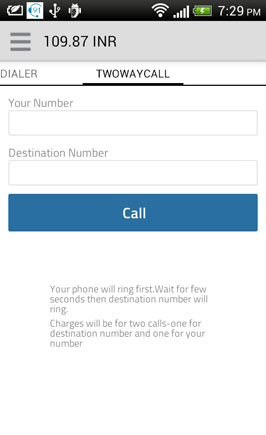 91
7:29 PM
109.87 INR
DIALER
TWOWAYCALL
Your Number
Destination Number
Call
Your phone will ring first.Wait for few
seconds then destination number will
ring.
Charges will be for two calls-one for
destination number and one for your
number